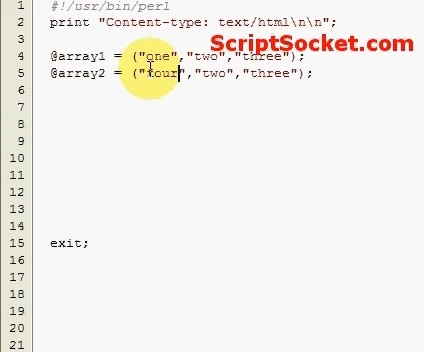 1 #!/usr/bin/perl
2 print "Content-type: text/html\n\n";
3 ScriptSocket.com
4 @array1 = ("one","two","three");
5 @array2 = ("four","two","three");
6
7
8
9
10
11
12
13
14
15 exit;
16
17
18
19
20
21